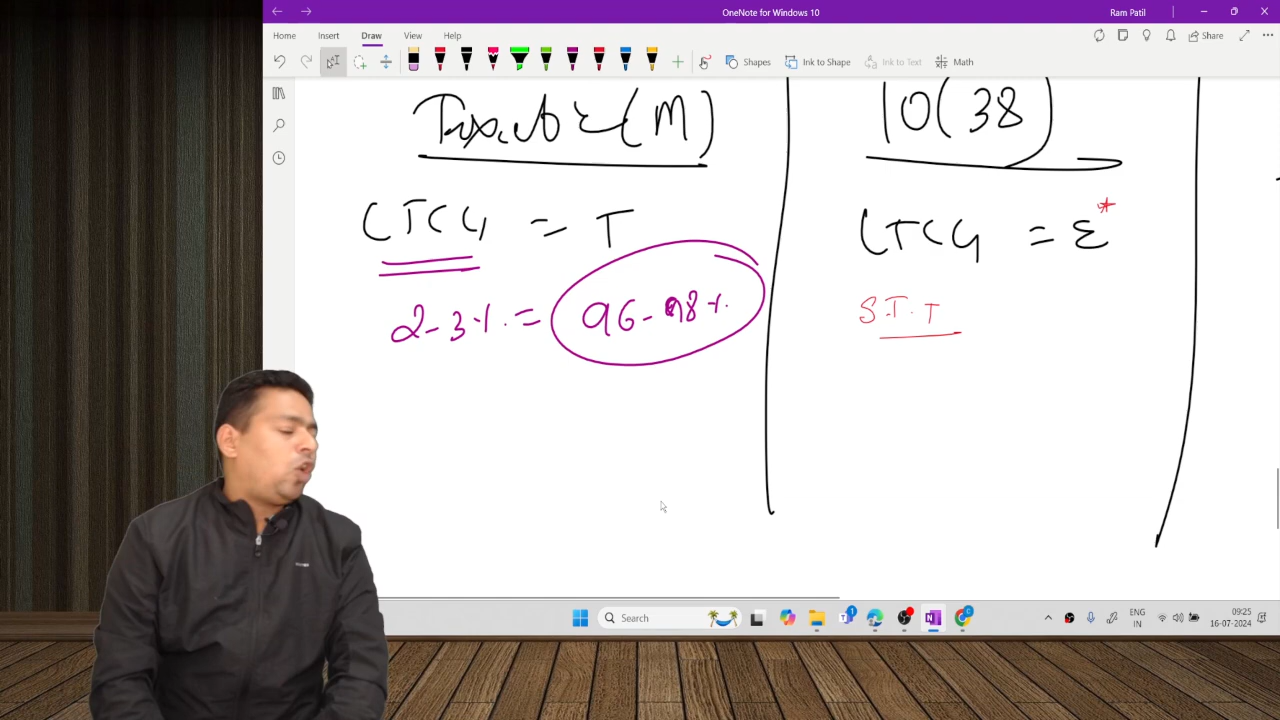 OneNote for Windows 10
Ram Patil
Home Insert Draw View Help
Share
Shapes
Ink to Shape
Ink to Text
Math
(M)
10(38)
LTCG = T
LTCG = E*
2-3%. = 96-98%.
S.T.T
Search
1
ENG
IN
09:25
16-07-2024